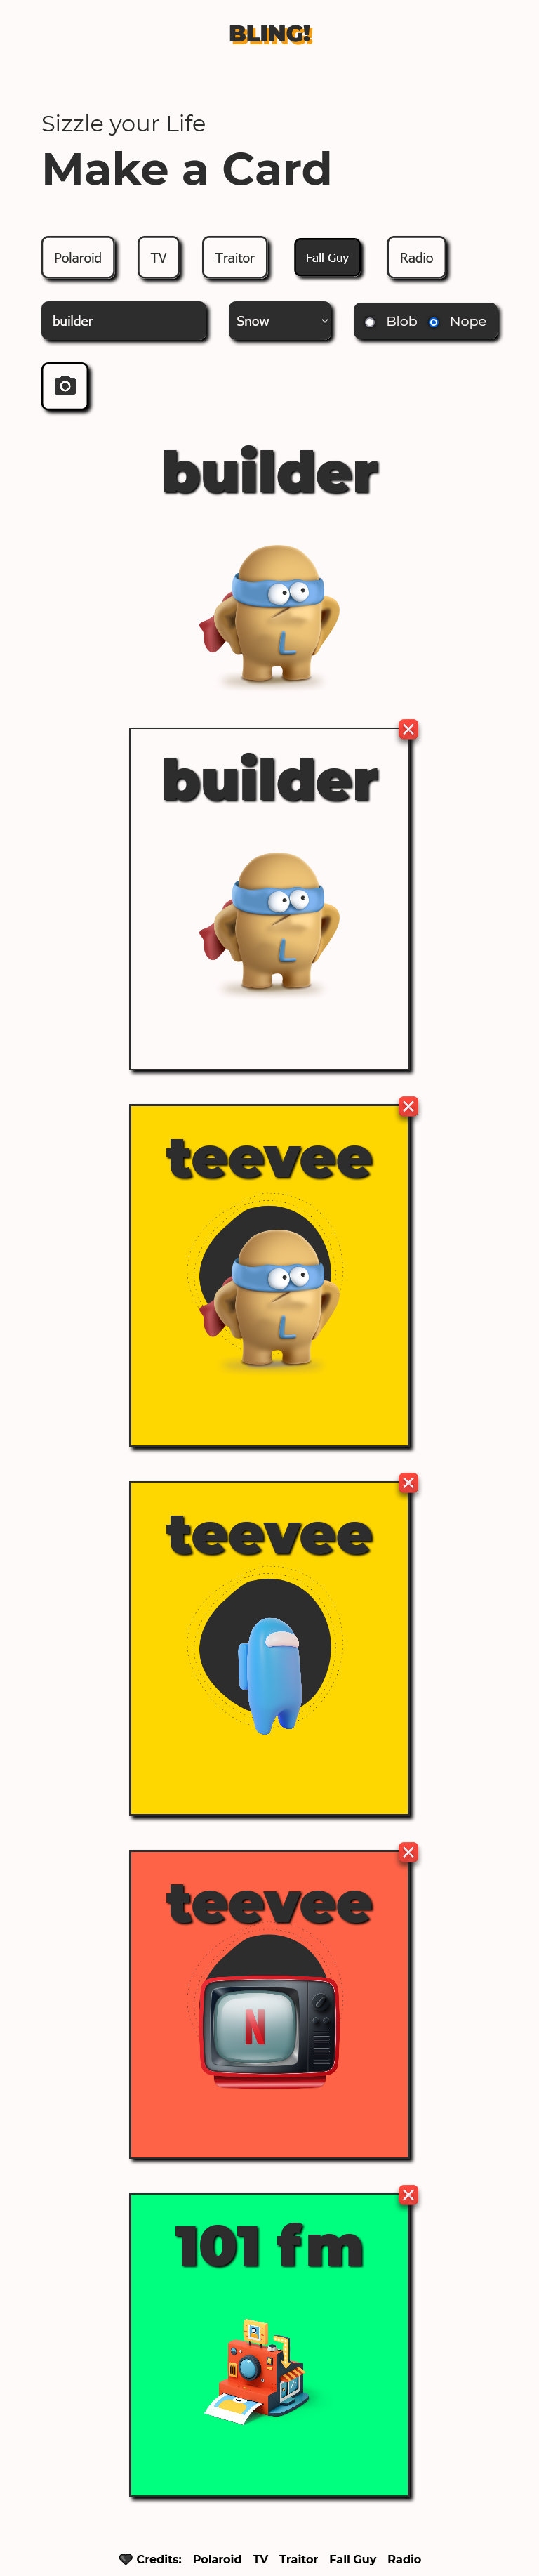 BLING!
Sizzle your Life
Make a Card
Polaroid TV Traitor Fall Guy Radio
builder Snow Blob Nope
builder
L
builder
L
teevee
L
teevee
teevee
N
101 fm
Credits: Polaroid TV Traitor Fall Guy Radio